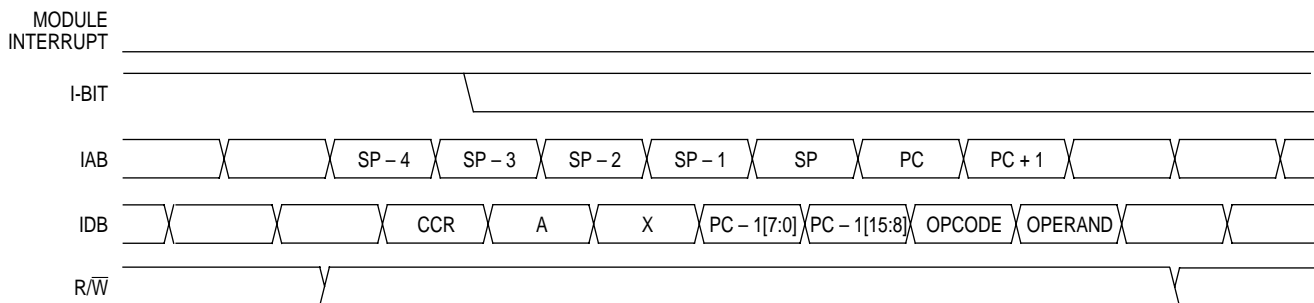 MODULE
INTERRUPT
I-BIT
IAB SP – 4 SP – 3 SP – 2 SP – 1 SP PC PC + 1
IDB CCR A X PC – 1[7:0] PC – 1[15:8] OPCODE OPERAND
R/W̅